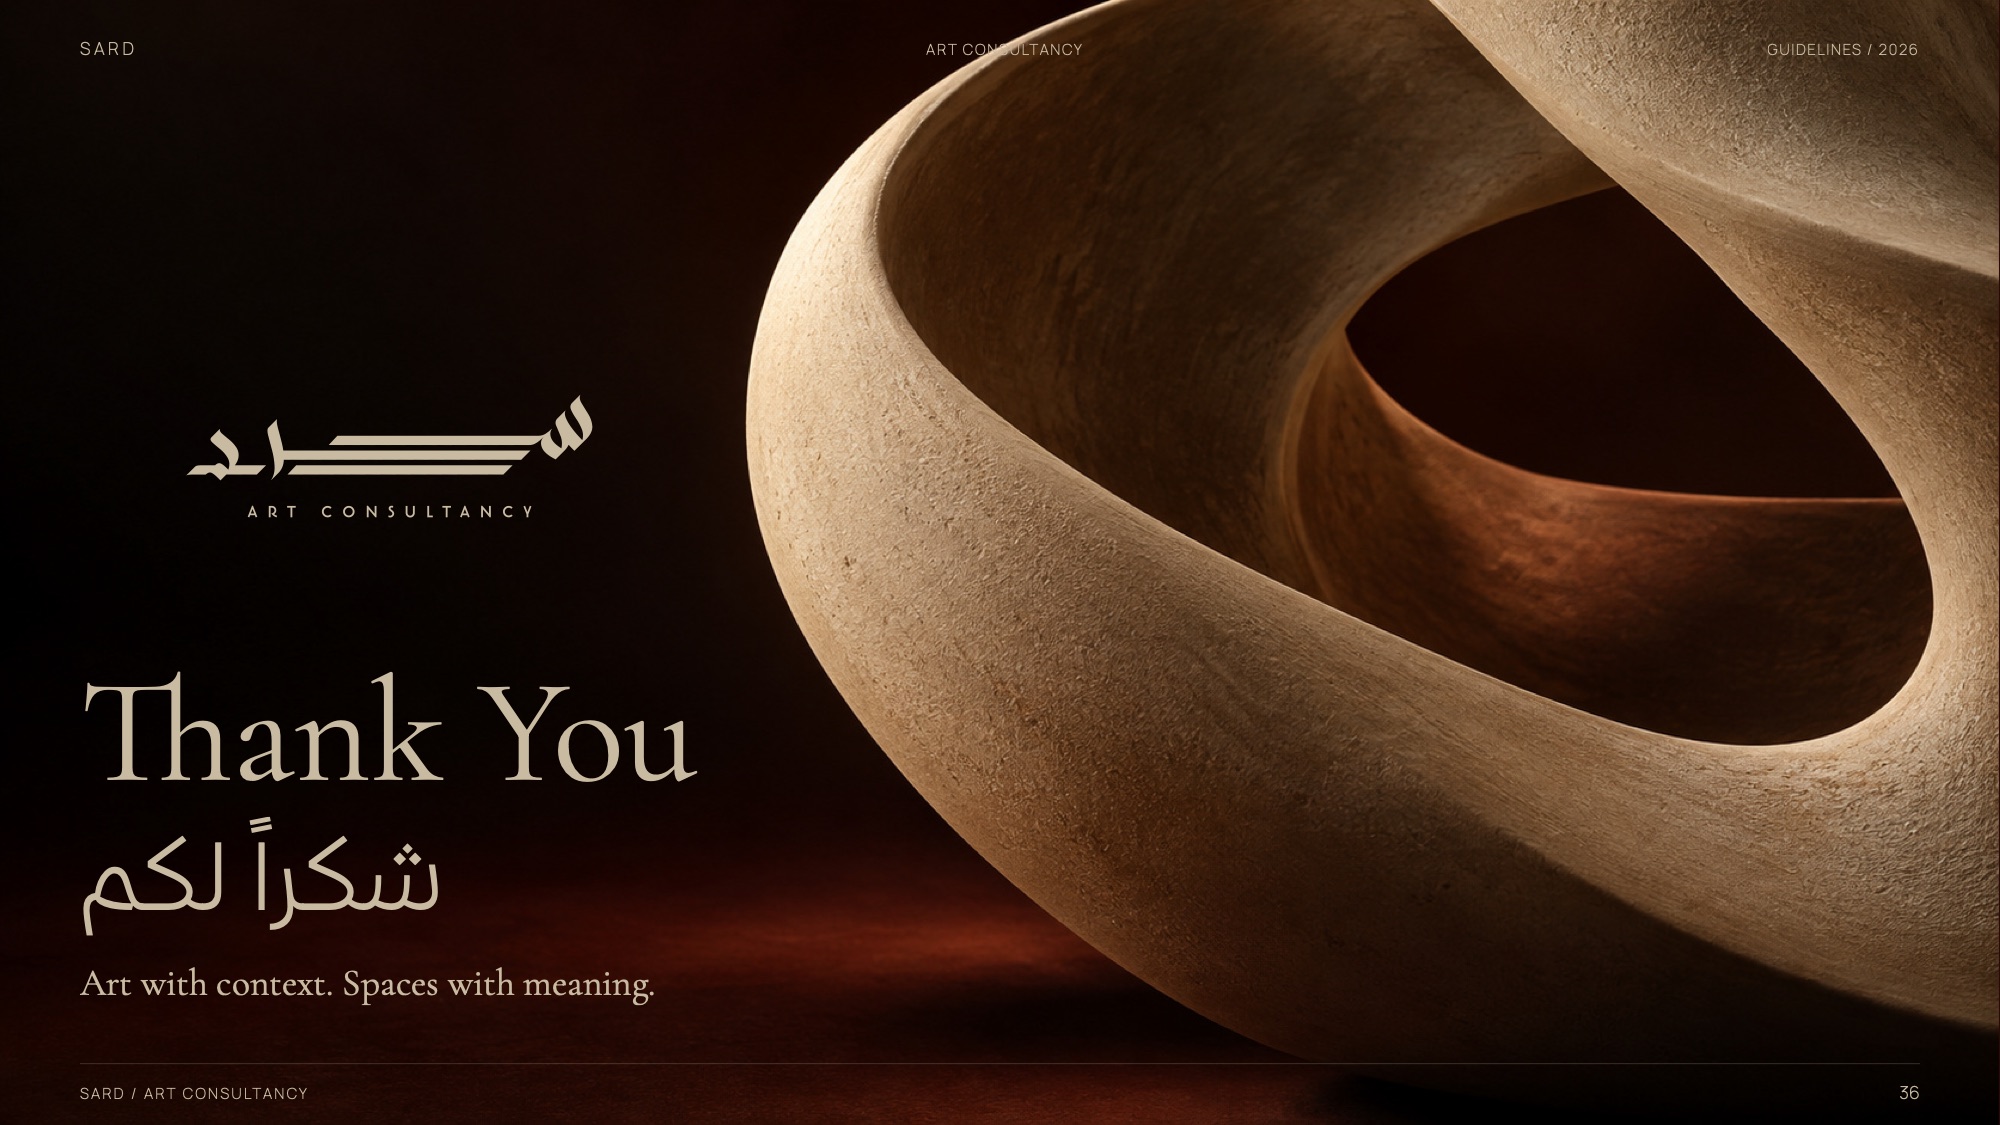 SARD
ART CONSULTANCY
GUIDELINES / 2026
سرد
ART CONSULTANCY
Thank You
شكراً لكم
Art with context. Spaces with meaning.
SARD / ART CONSULTANCY
36